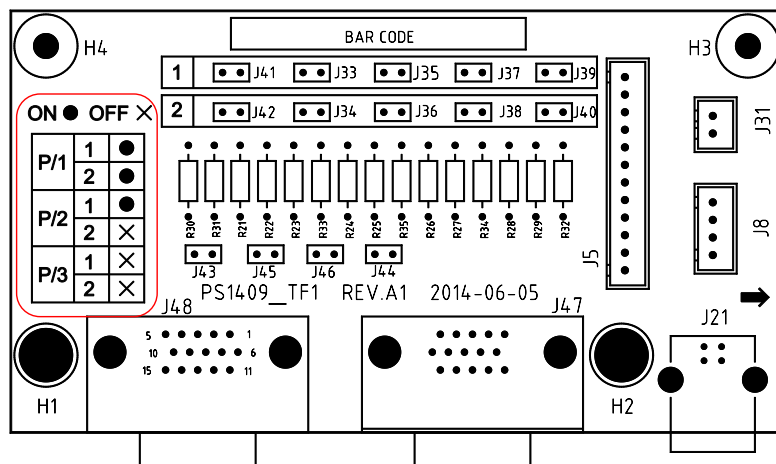 BAR CODE
H4
H3
1 J41 J33 J35 J37 J39
2 J42 J34 J36 J38 J40
J31
ON OFF
P/1 1
2
P/2 1
2
P/3 1
2
R30 R31 R21 R22 R23 R33 R24 R25 R35 R26 R27 R34 R28 R29 R32
J5
J8
J43 J45 J46 J44
PS1409_TF1 REV.A1 2014-06-05
J48
J47
J21
5 1
10 6
15 11
H1
H2